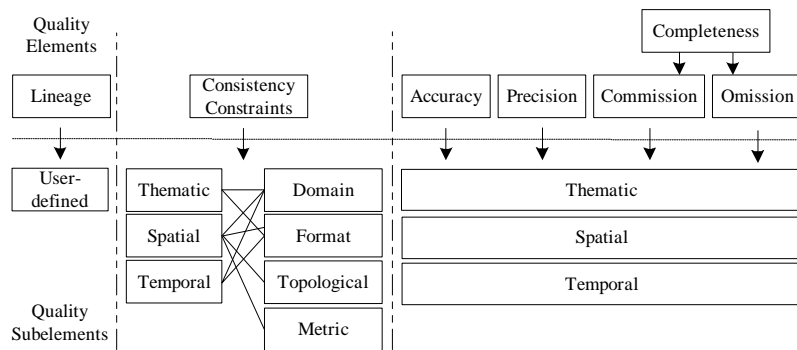 Quality
Elements
Completeness
Lineage
Consistency
Constraints
Accuracy
Precision
Commission
Omission
User-
defined
Thematic
Domain
Thematic
Spatial
Format
Spatial
Temporal
Topological
Temporal
Metric
Quality
Subelements